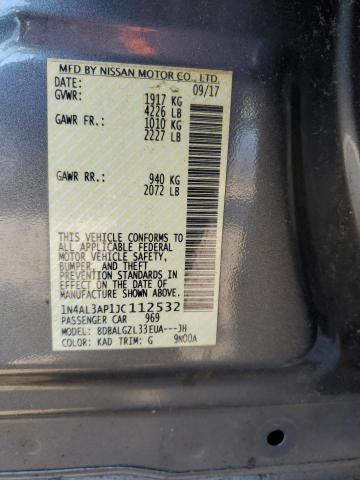 MFD BY NISSAN MOTOR CO., LTD.
DATE: 09/17
GVWR: 1917 KG
4226 LB
GAWR FR: 1010 KG
2227 LB
GAWR RR: 940 KG
2072 LB
THIS VEHICLE CONFORMS TO
ALL APPLICABLE FEDERAL
MOTOR VEHICLE SAFETY,
BUMPER, AND THEFT
PREVENTION STANDARDS
IN EFFECT ON THE DATE OF
MANUFACTURE SHOWN ABOVE.
1N4AL3AP1JC112532
PASSENGER CAR 969
MODEL: BDBALGZL33EUA---JH
COLOR: KAD TRIM: G 9N00A